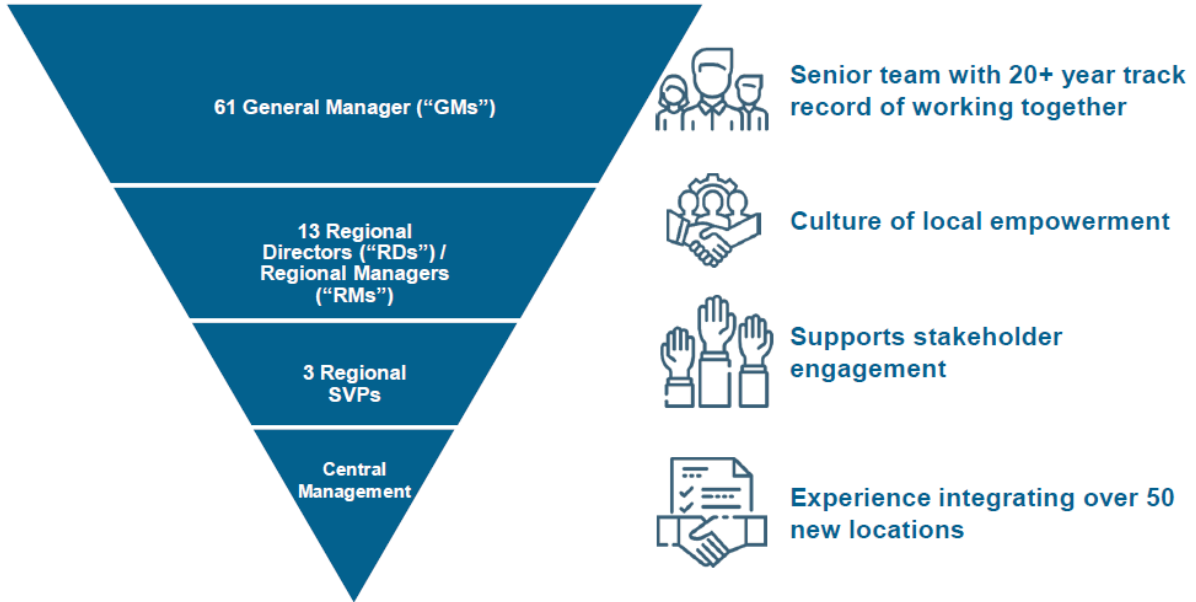 61 General Manager (“GMs”)
13 Regional
Directors (“RDs”) /
Regional Managers
(“RMs”)
3 Regional
SVPs
Central
Management
Senior team with 20+ year track
record of working together
Culture of local empowerment
Supports stakeholder
engagement
Experience integrating over 50
new locations